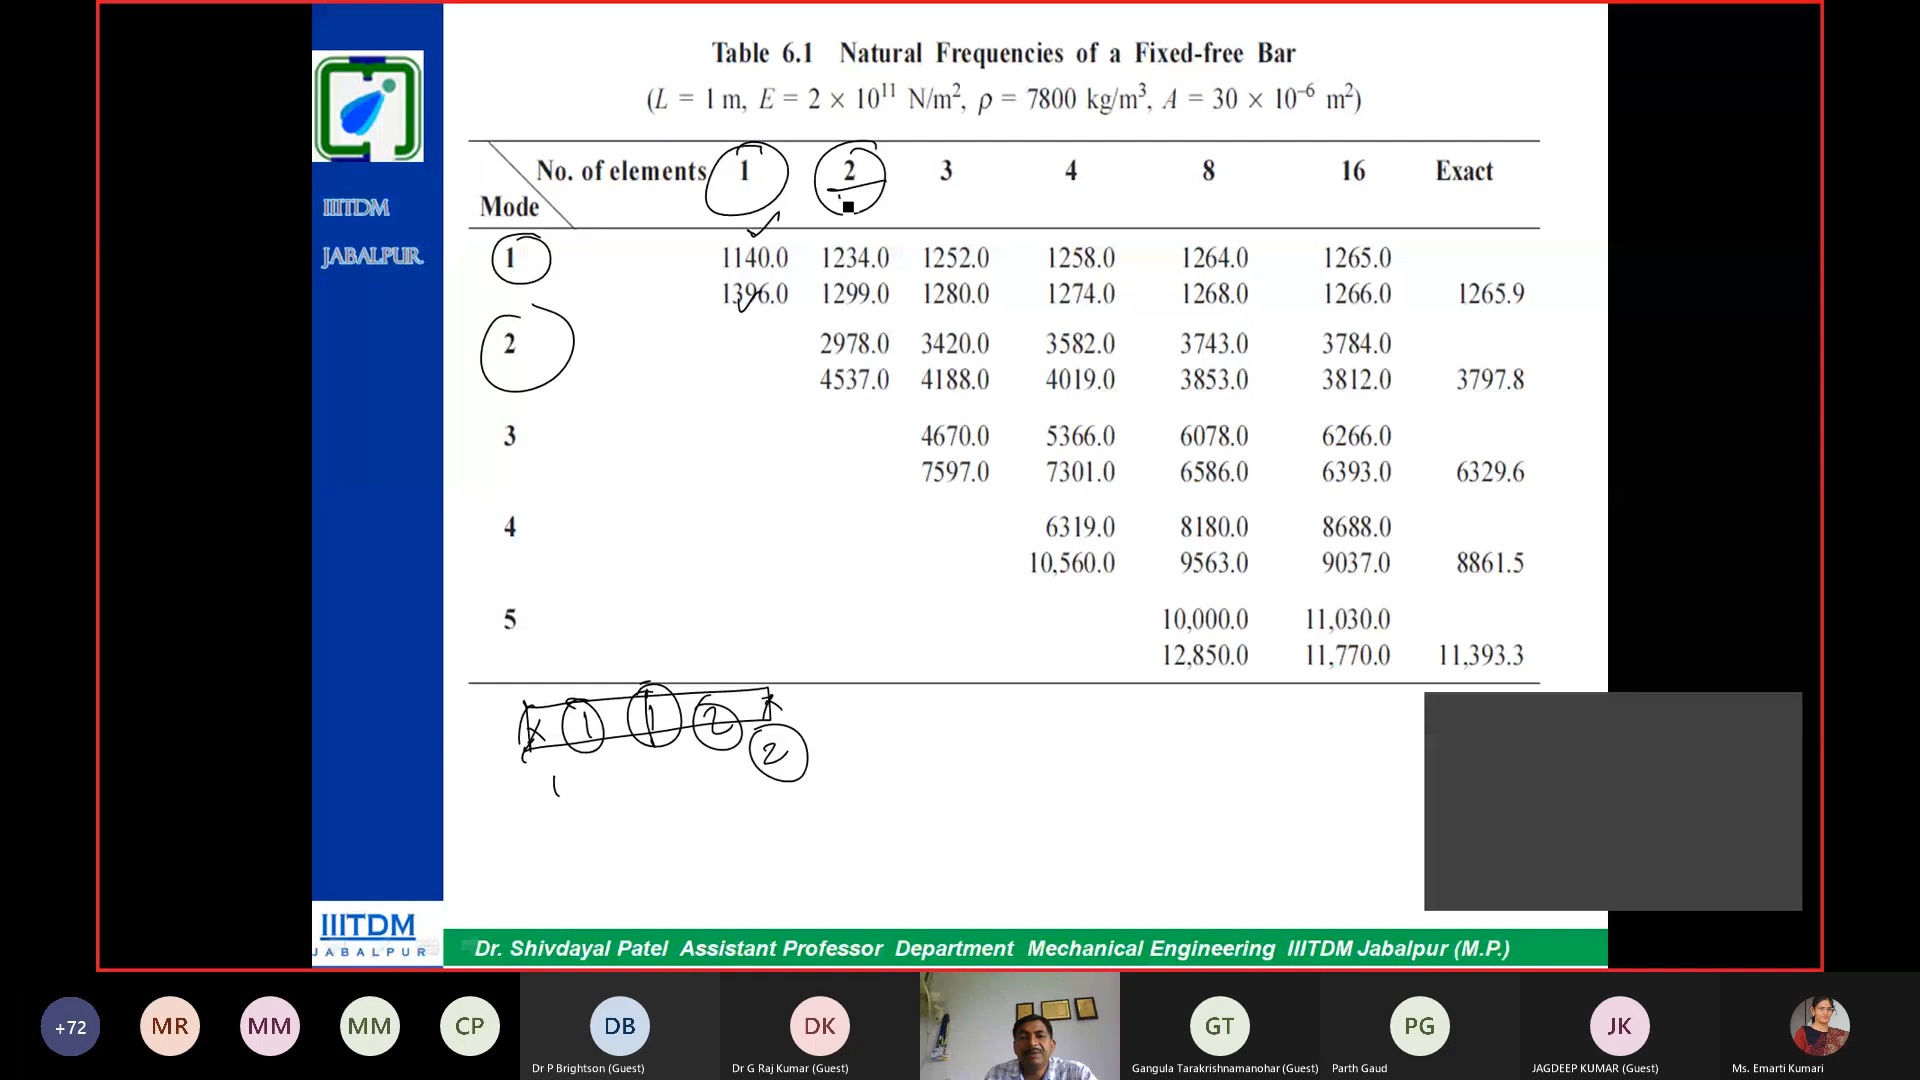 Table 6.1 Natural Frequencies of a Fixed-free Bar
(L = 1 m, E = 2 × 10¹¹ N/m², ρ = 7800 kg/m³, A = 30 × 10⁻⁶ m²)
No. of elements 1 2 3 4 8 16 Exact
Mode
1 1140.0 1234.0 1252.0 1258.0 1264.0 1265.0
1396.0 1299.0 1280.0 1274.0 1268.0 1266.0 1265.9
2 2978.0 3420.0 3582.0 3743.0 3784.0
4537.0 4188.0 4019.0 3853.0 3812.0 3797.8
3 4670.0 5366.0 6078.0 6266.0
7597.0 7301.0 6586.0 6393.0 6329.6
4 6319.0 8180.0 8688.0
10,560.0 9563.0 9037.0 8861.5
5 10,000.0 11,030.0
12,850.0 11,770.0 11,393.3
1 1 2
2
IIITDM
JABALPUR
IIITDM
JABALPUR
Dr. Shivdayal Patel Assistant Professor Department Mechanical Engineering IIITDM Jabalpur (M.P.)
+72 MR MM MM CP DB DK GT PG JK
Dr P Brightson (Guest) Dr G Raj Kumar (Guest) Gangula Tarakrishnamanohar (Guest) Parth Gaud JAGDEEP KUMAR (Guest) Ms. Emarti Kumari